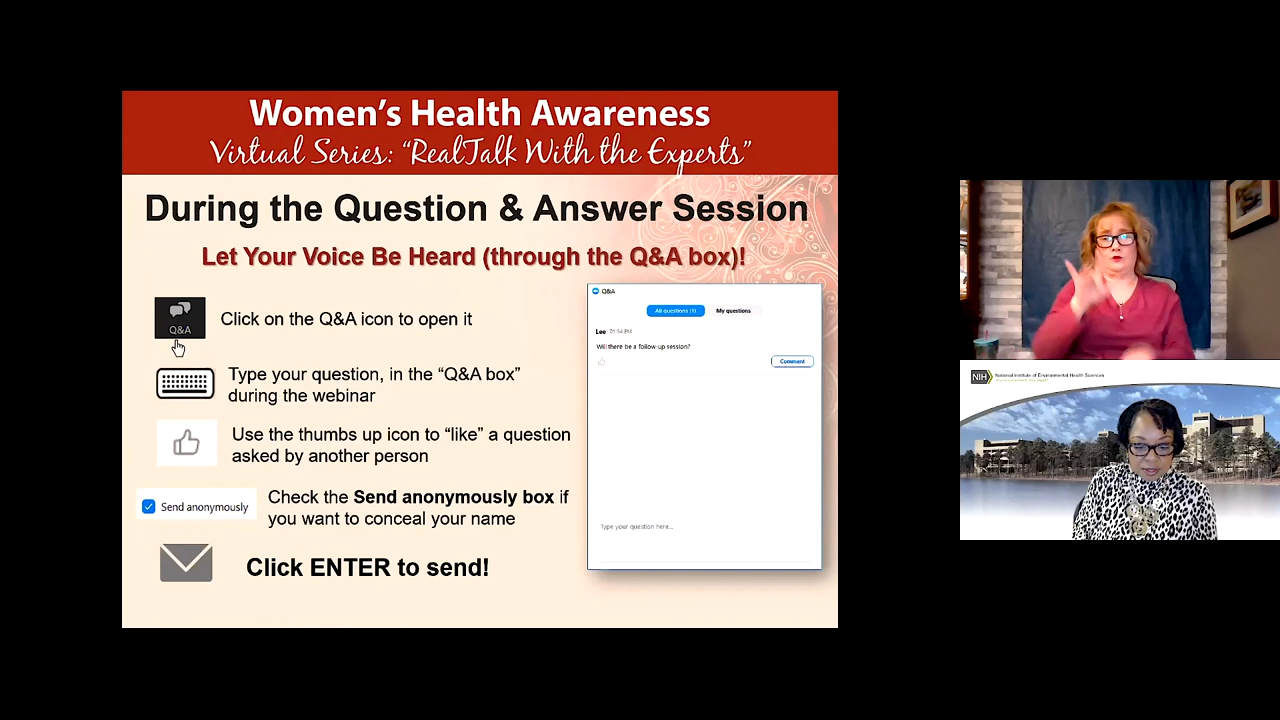 Women's Health Awareness
Virtual Series: "RealTalk With the Experts"
During the Question & Answer Session
Let Your Voice Be Heard (through the Q&A box)!
Q&A
Click on the Q&A icon to open it
Type your question, in the "Q&A box"
during the webinar
Use the thumbs up icon to "like" a question
asked by another person
Send anonymously
Check the Send anonymously box if
you want to conceal your name
Click ENTER to send!
Q&A
All questions (1)
My questions
Lee 01:54 PM
Will there be a follow-up session?
Comment
Type your question here...
NIH National Institute of Environmental Health Sciences